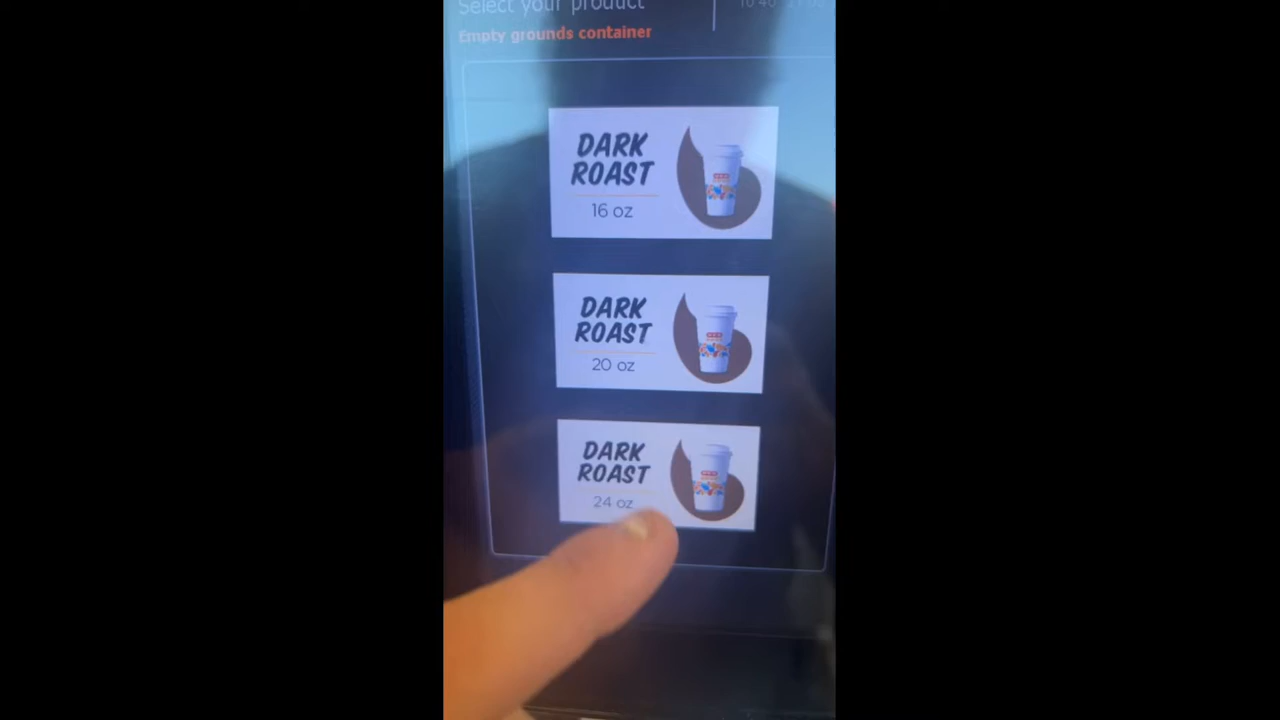 Select your product
Empty grounds container
DARK
ROAST
16 oz
DARK
ROAST
20 oz
DARK
ROAST
24 oz